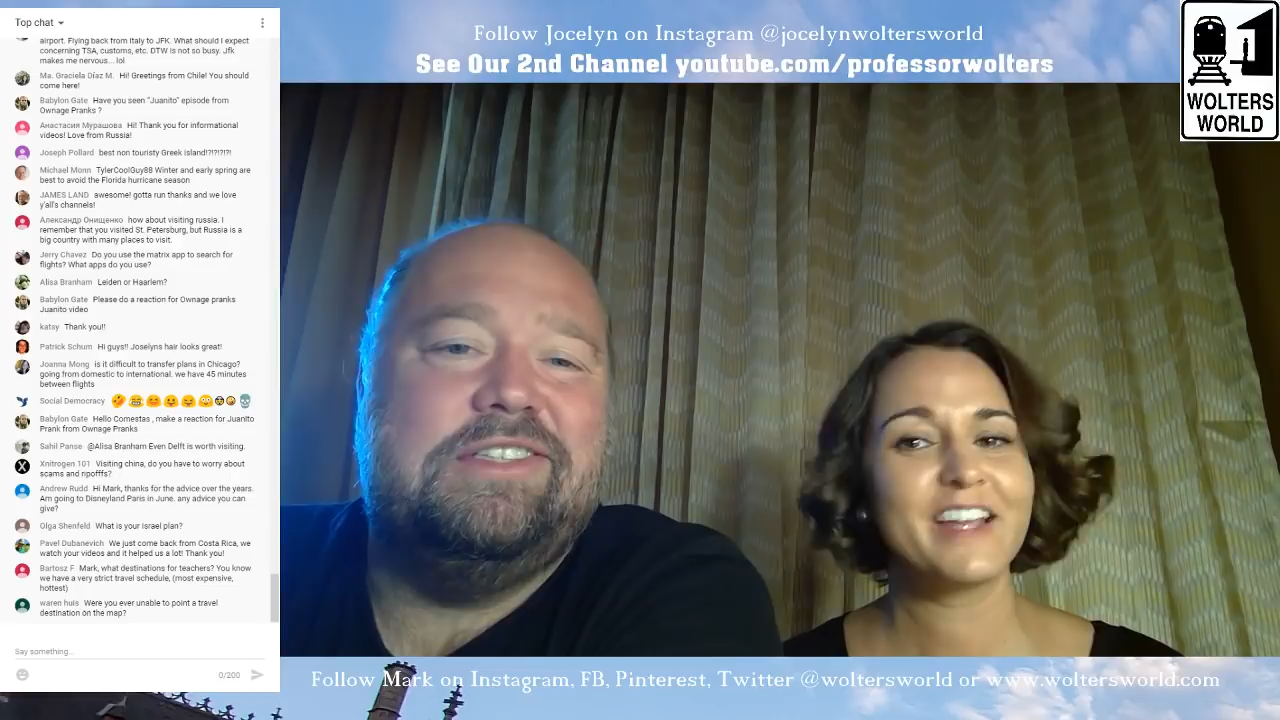 Top chat
airport. Flying back from Italy to JFK. What should I expect
concerning TSA, customs, etc. DTW is not so busy. Jfk
makes me nervous... lol
Ma. Graciela Díaz M. Hi! Greetings from Chile! You should
come here!
Babylon Gate Have you seen "Juanito" episode from
Ownage Pranks ?
Анастасия Мурашова Hi! Thank you for informational
videos! Love from Russia!
Joseph Pollard best non touristy Greek island!?!?!?!?!
Michael Monn TylerCoolGuy88 Winter and early spring are
best to avoid the Florida hurricane season
JAMES LAND awesome! gotta run thanks and we love
y'all's channels!
Александр Онищенко how about visiting russia. I
remember that you visited St. Petersburg, but Russia is a
big country with many places to visit.
Jerry Chavez Do you use the matrix app to search for
flights? What apps do you use?
Alisa Branham Leiden or Haarlem?
Babylon Gate Please do a reaction for Ownage pranks
Juanito video
katsy Thank you!!
Patrick Schum Hi guys!! Joselyns hair looks great!
Joanna Mong is it difficult to transfer plans in Chicago?
going from domestic to international. we have 45 minutes
between flights
Social Democracy
Babylon Gate Hello Comestas , make a reaction for Juanito
Prank from Ownage Pranks
Sahil Panse @Alisa Branham Even Delft is worth visiting.
Xnitrogen 101 Visiting china, do you have to worry about
scams and ripofffs?
Andrew Rudd Hi Mark, thanks for the advice over the years.
Am going to Disneyland Paris in June. any advice you can
give?
Olga Shenfeld What is your israel plan?
Pavel Dubanevich We just come back from Costa Rica, we
watch your videos and it helped us a lot! Thank you!
Bartosz F Mark, what destinations for teachers? You know
we have a very strict travel schedule, (most expensive,
hottest)
waren huis Were you ever unable to point a travel
destination on the map?
Say something...
0/200
Follow Jocelyn on Instagram @jocelynwoltersworld
See Our 2nd Channel youtube.com/professorwolters
WOLTERS
WORLD
Follow Mark on Instagram, FB, Pinterest, Twitter @woltersworld or www.woltersworld.com